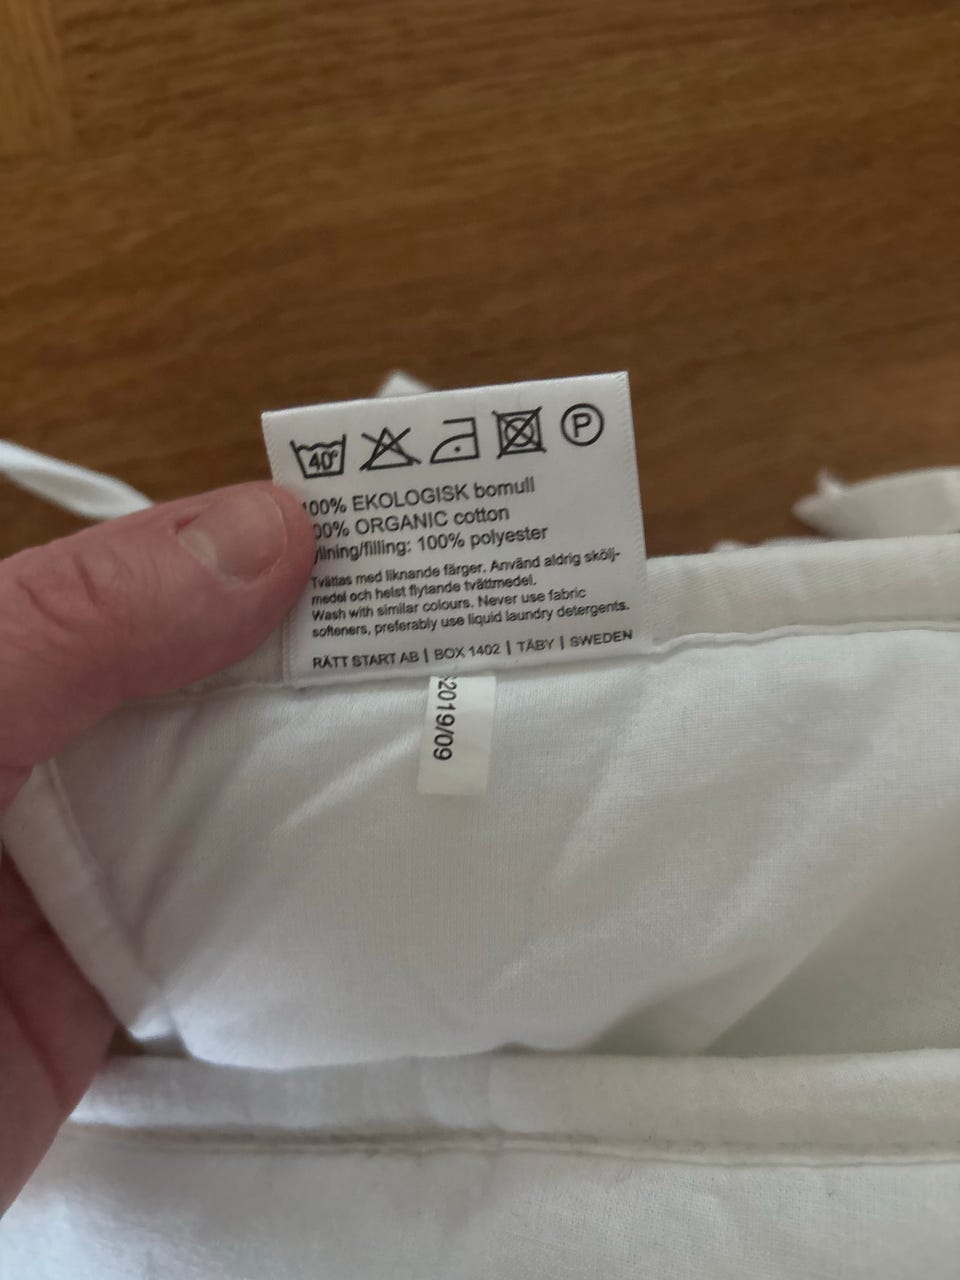 40°
P
100% EKOLOGISK bomull
100% ORGANIC cotton
llning/filling: 100% polyester
Tvättas med liknande färger. Använd aldrig skölj-
medel och helst flytande tvättmedel.
Wash with similar colours. Never use fabric
softeners, preferably use liquid laundry detergents.
RÄTT START AB | BOX 1402 | TÄBY | SWEDEN
2019/09